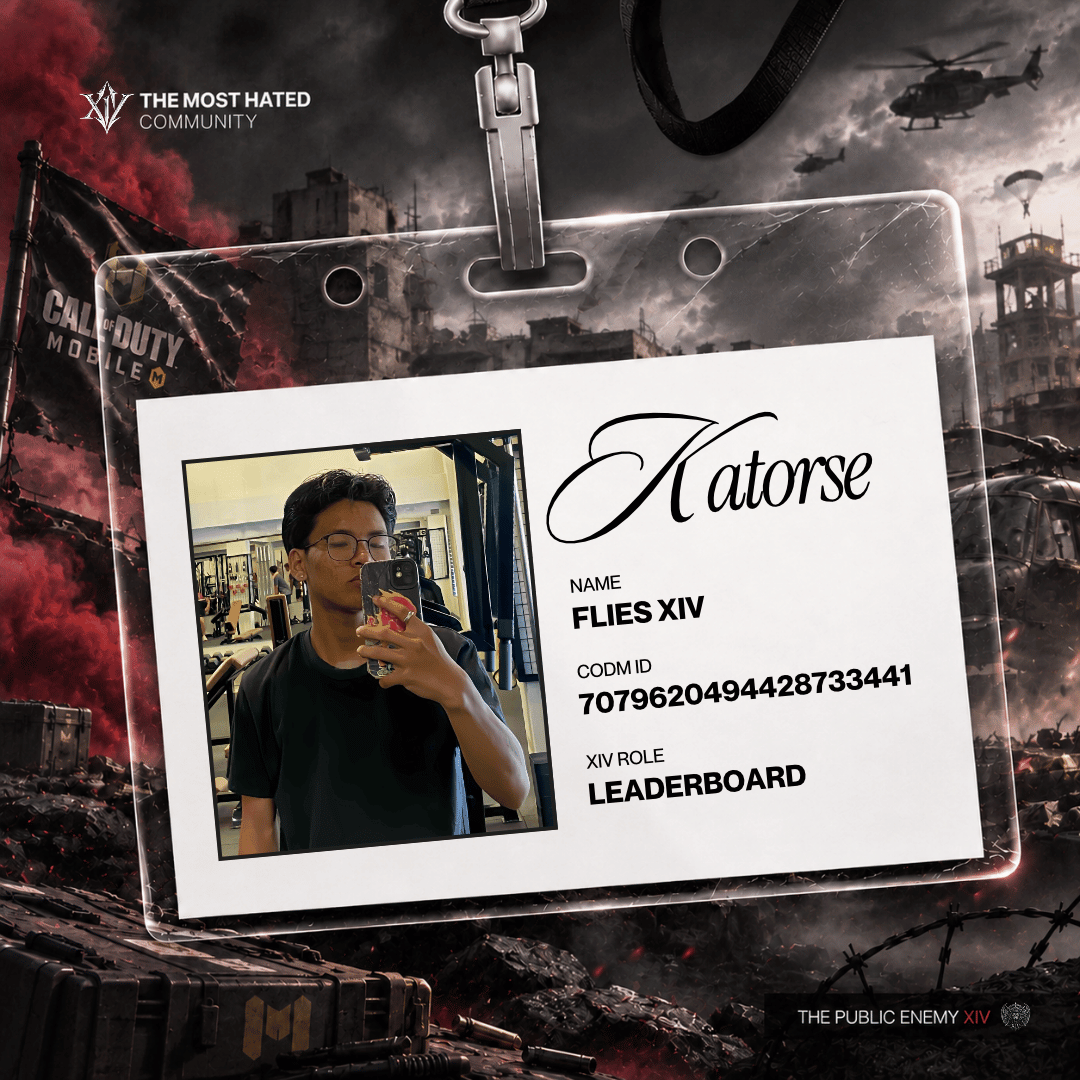 XIV THE MOST HATED
COMMUNITY
CALL OF DUTY
MOBILE
Katorse
NAME
FLIES XIV
CODM ID
7079620494428733441
XIV ROLE
LEADERBOARD
THE PUBLIC ENEMY XIV